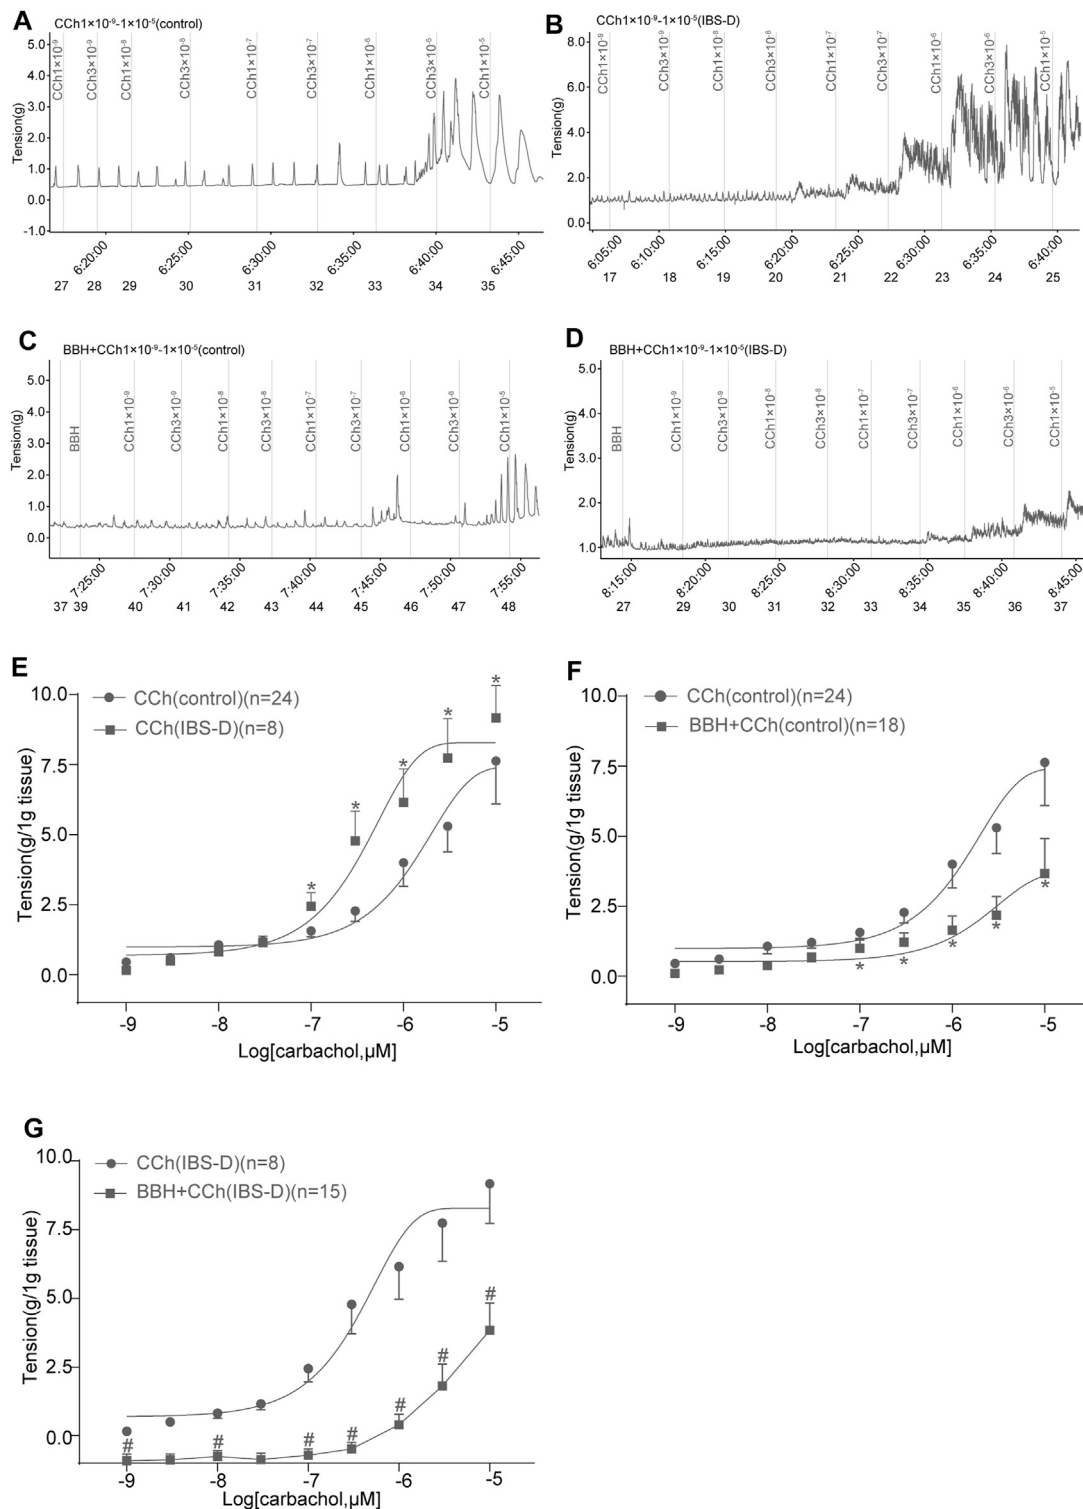 A
CCh1×10⁻⁹-1×10⁻⁵(control)
5.0
4.0
3.0
2.0
1.0
0.0
-1.0
Tension(g)
CCh1×10⁻⁹
CCh3×10⁻⁹
CCh1×10⁻⁸
CCh3×10⁻⁸
CCh1×10⁻⁷
CCh3×10⁻⁷
CCh1×10⁻⁶
CCh3×10⁻⁶
CCh1×10⁻⁵
6:20:00 6:25:00 6:30:00 6:35:00 6:40:00 6:45:00
27 28 29 30 31 32 33 34 35
B
CCh1×10⁻⁹-1×10⁻⁵(IBS-D)
8.0
6.0
4.0
2.0
0.0
Tension(g)
CCh1×10⁻⁹
CCh3×10⁻⁹
CCh1×10⁻⁸
CCh3×10⁻⁸
CCh1×10⁻⁷
CCh3×10⁻⁷
CCh1×10⁻⁶
CCh3×10⁻⁶
CCh1×10⁻⁵
6:05:00 6:10:00 6:15:00 6:20:00 6:25:00 6:30:00 6:35:00 6:40:00
17 18 19 20 21 22 23 24 25
C
BBH+CCh1×10⁻⁹-1×10⁻⁵(control)
5.0
4.0
3.0
2.0
1.0
0.0
Tension(g)
BBH
CCh1×10⁻⁹
CCh3×10⁻⁹
CCh1×10⁻⁸
CCh3×10⁻⁸
CCh1×10⁻⁷
CCh3×10⁻⁷
CCh1×10⁻⁶
CCh3×10⁻⁶
CCh1×10⁻⁵
7:25:00 7:30:00 7:35:00 7:40:00 7:45:00 7:50:00 7:55:00
37 39 40 41 42 43 44 45 46 47 48
D
BBH+CCh1×10⁻⁹-1×10⁻⁵(IBS-D)
5.0
4.0
3.0
2.0
1.0
Tension(g)
BBH
CCh1×10⁻⁹
CCh3×10⁻⁹
CCh1×10⁻⁸
CCh3×10⁻⁸
CCh1×10⁻⁷
CCh3×10⁻⁷
CCh1×10⁻⁶
CCh3×10⁻⁶
CCh1×10⁻⁵
8:15:00 8:20:00 8:25:00 8:30:00 8:35:00 8:40:00 8:45:00
27 29 30 31 32 33 34 35 36 37
E
CCh(control)(n=24)
CCh(IBS-D)(n=8)
10.0
7.5
5.0
2.5
0.0
Tension(g/1g tissue)
* * * * * *
-9 -8 -7 -6 -5
Log[carbachol,µM]
F
CCh(control)(n=24)
BBH+CCh(control)(n=18)
10.0
7.5
5.0
2.5
0.0
Tension(g/1g tissue)
* * * * *
-9 -8 -7 -6 -5
Log[carbachol,µM]
G
CCh(IBS-D)(n=8)
BBH+CCh(IBS-D)(n=15)
10.0
7.5
5.0
2.5
0.0
Tension(g/1g tissue)
# # # # # # #
-9 -8 -7 -6 -5
Log[carbachol,µM]